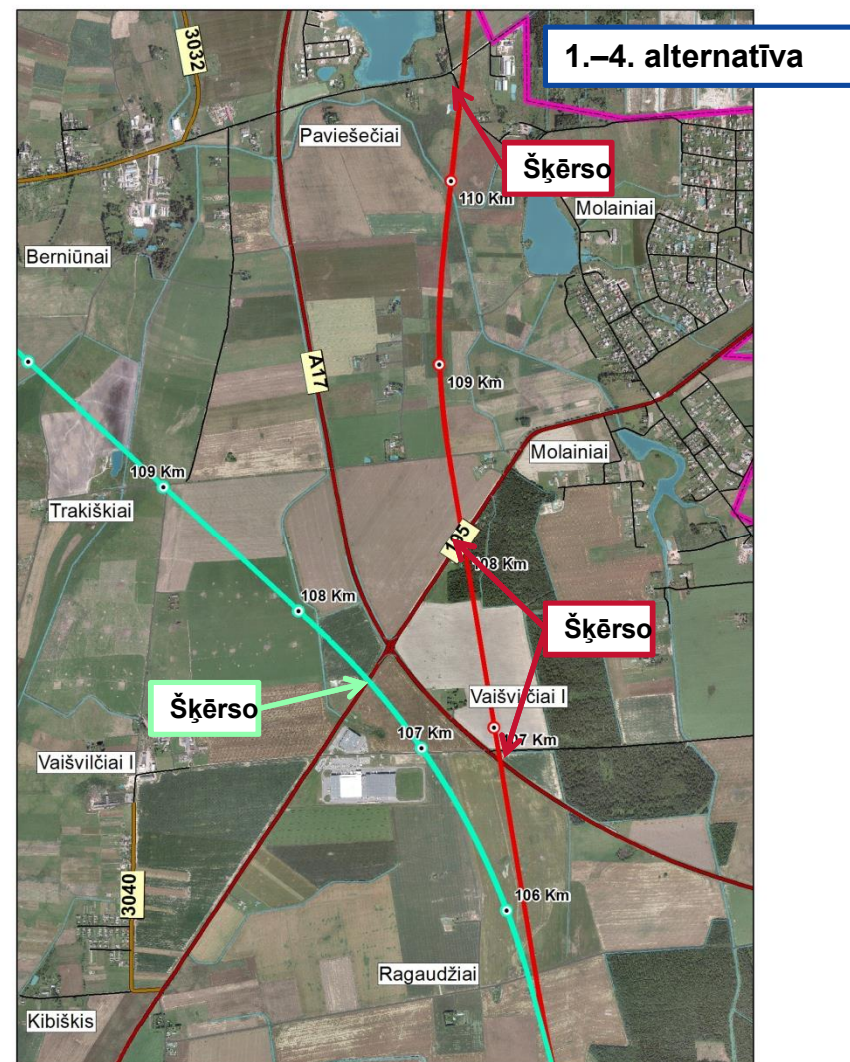 3032
1.–4. alternatīva
Paviešečiai
Šķērso
110 Km
Molainiai
Berniūnai
A17
109 Km
Molainiai
109 Km
Trakiškiai
195
108 Km
108 Km
Šķērso
Vaišvilčiai I
Šķērso
107 Km
107 Km
Vaišvilčiai I
3040
106 Km
Ragaudžiai
Kibiškis